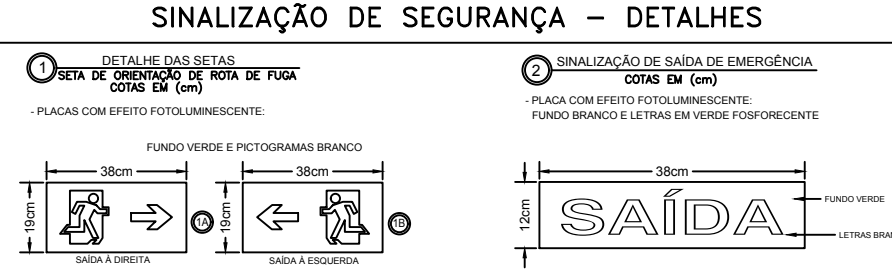 SINALIZAÇÃO DE SEGURANÇA – DETALHES
1
DETALHE DAS SETAS
SETA DE ORIENTAÇÃO DE ROTA DE FUGA
COTAS EM (cm)
- PLACAS COM EFEITO FOTOLUMINESCENTE:
FUNDO VERDE E PICTOGRAMAS BRANCO
38cm
19cm
1A
SAÍDA À DIREITA
38cm
19cm
1B
SAÍDA À ESQUERDA
2
SINALIZAÇÃO DE SAÍDA DE EMERGÊNCIA
COTAS EM (cm)
- PLACA COM EFEITO FOTOLUMINESCENTE:
FUNDO BRANCO E LETRAS EM VERDE FOSFORECENTE
38cm
12cm
SAÍDA
FUNDO VERDE
LETRAS